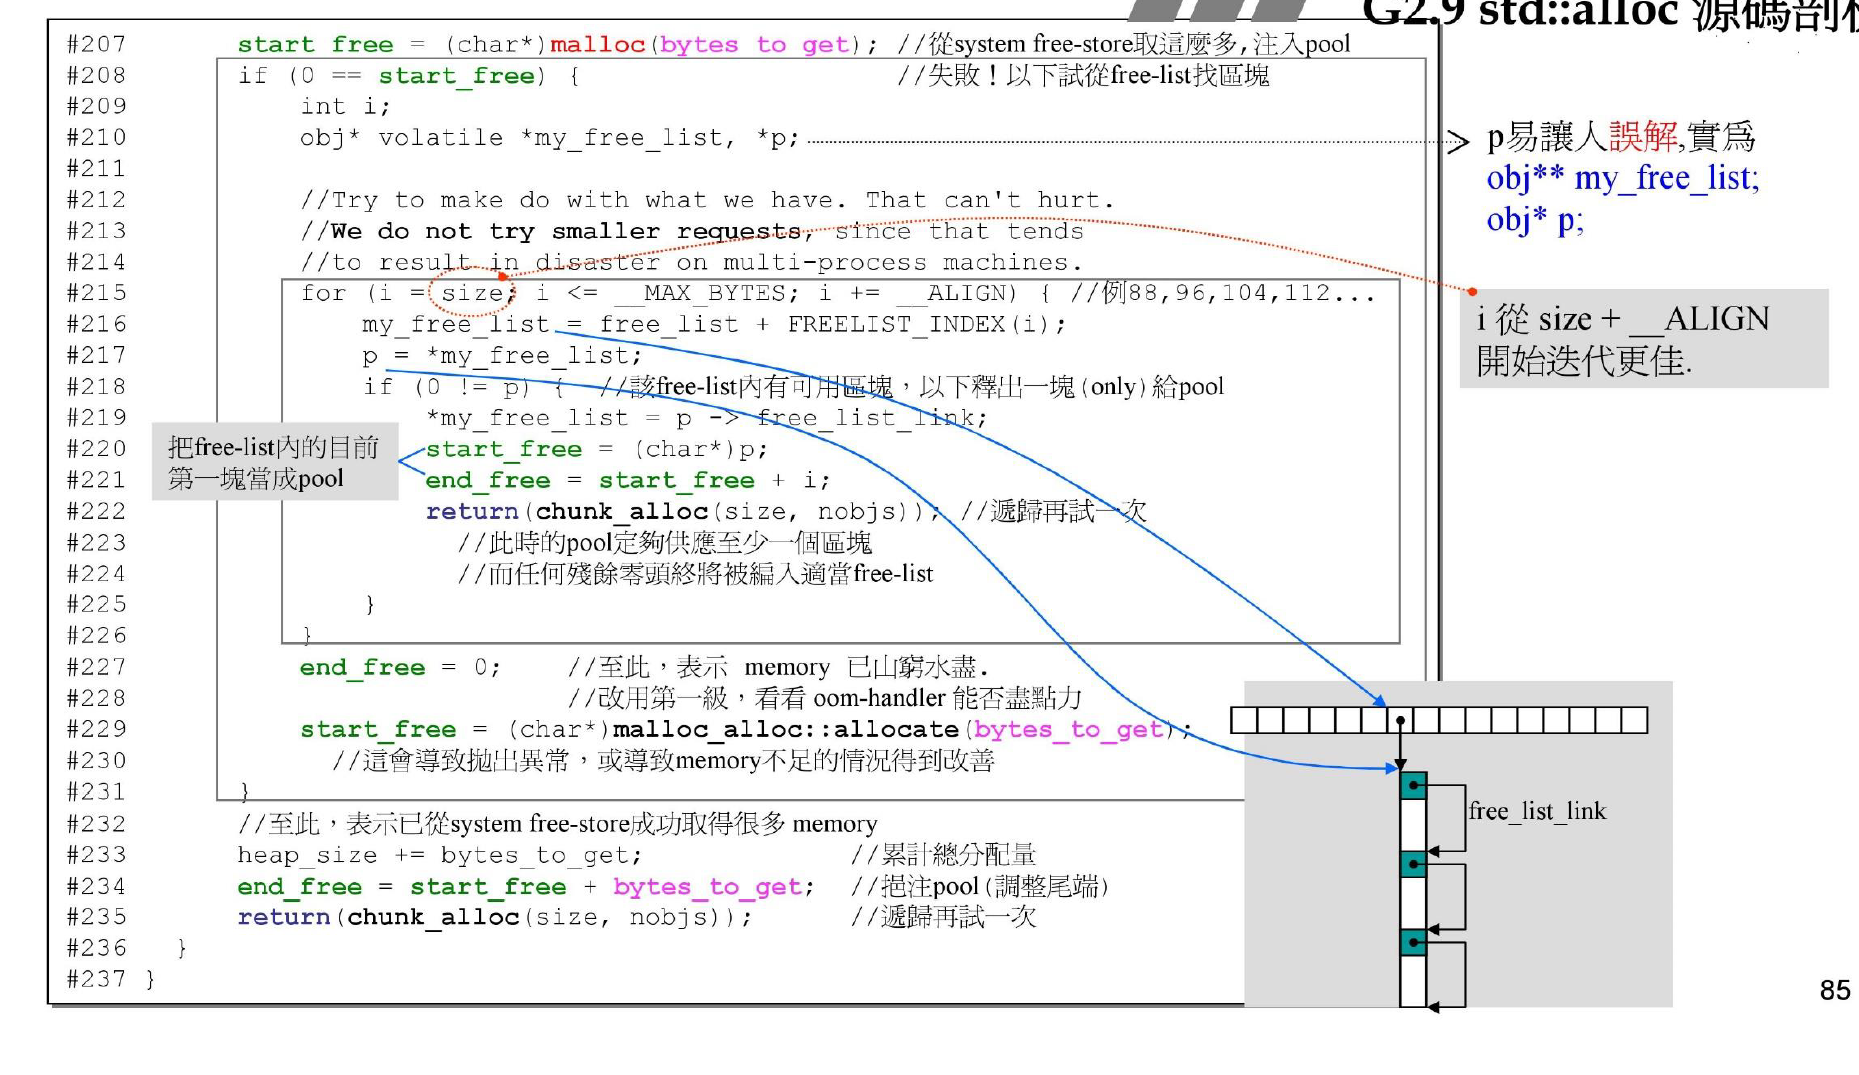 G2.9 std::alloc 源碼剖析
#207 start_free = (char*)malloc(bytes_to_get); //從system free-store取這麼多,注入pool
#208 if (0 == start_free) { //失敗！以下試從free-list找區塊
#209 int i;
#210 obj* volatile *my_free_list, *p;
p易讓人誤解,實爲
obj** my_free_list;
obj* p;
#211
#212 //Try to make do with what we have. That can't hurt.
#213 //We do not try smaller requests, since that tends
#214 //to result in disaster on multi-process machines.
#215 for (i = size; i <= __MAX_BYTES; i += __ALIGN) { //例88,96,104,112...
i 從 size + __ALIGN
開始迭代更佳.
#216 my_free_list = free_list + FREELIST_INDEX(i);
#217 p = *my_free_list;
#218 if (0 != p) { //該free-list內有可用區塊，以下釋出一塊(only)給pool
#219 *my_free_list = p -> free_list_link;
把free-list內的目前
第一塊當成pool
#220 start_free = (char*)p;
#221 end_free = start_free + i;
#222 return(chunk_alloc(size, nobjs)); //遞歸再試一次
#223 //此時的pool定夠供應至少一個區塊
#224 //而任何殘餘零頭終將被編入適當free-list
#225 }
#226 }
#227 end_free = 0; //至此，表示 memory 已山窮水盡.
#228 //改用第一級，看看 oom-handler 能否盡點力
#229 start_free = (char*)malloc_alloc::allocate(bytes_to_get);
#230 //這會導致拋出異常，或導致memory不足的情況得到改善
#231 }
free_list_link
#232 //至此，表示已從system free-store成功取得很多 memory
#233 heap_size += bytes_to_get; //累計總分配量
#234 end_free = start_free + bytes_to_get; //挹注pool(調整尾端)
#235 return(chunk_alloc(size, nobjs)); //遞歸再試一次
#236 }
#237 }
85